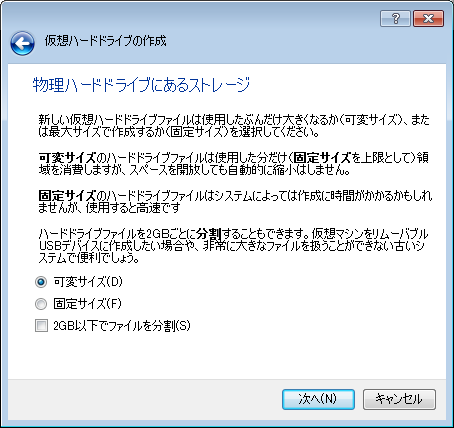 仮想ハードドライブの作成
物理ハードドライブにあるストレージ
新しい仮想ハードドライブファイルは使用したぶんだけ大きくなるか(可変サイズ)、また
は最大サイズで作成するか(固定サイズ)を選択してください。
可変サイズのハードドライブファイルは使用した分だけ(固定サイズを上限として)領
域を消費しますが、スペースを開放しても自動的に縮小はしません。
固定サイズのハードドライブファイルはシステムによっては作成に時間がかかるかもしれ
ませんが、使用すると高速です
ハードドライブファイルを2GBごとに分割することもできます。仮想マシンをリムーバブル
USBデバイスに作成したい場合や、非常に大きなファイルを扱うことができない古いシ
ステムで便利でしょう。
可変サイズ(D)
固定サイズ(F)
2GB以下でファイルを分割(S)
次へ(N)
キャンセル